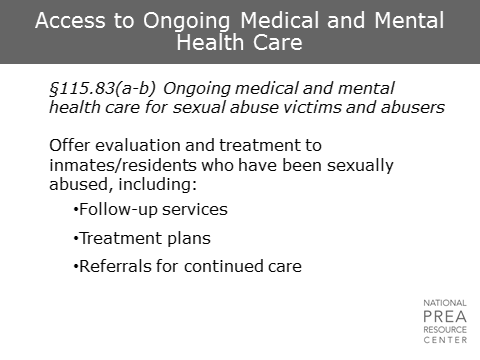 Access to Ongoing Medical and Mental
Health Care
§115.83(a-b) Ongoing medical and mental
health care for sexual abuse victims and abusers
Offer evaluation and treatment to
inmates/residents who have been sexually
abused, including:
•Follow-up services
•Treatment plans
•Referrals for continued care
NATIONAL
PREA
RESOURCE
CENTER